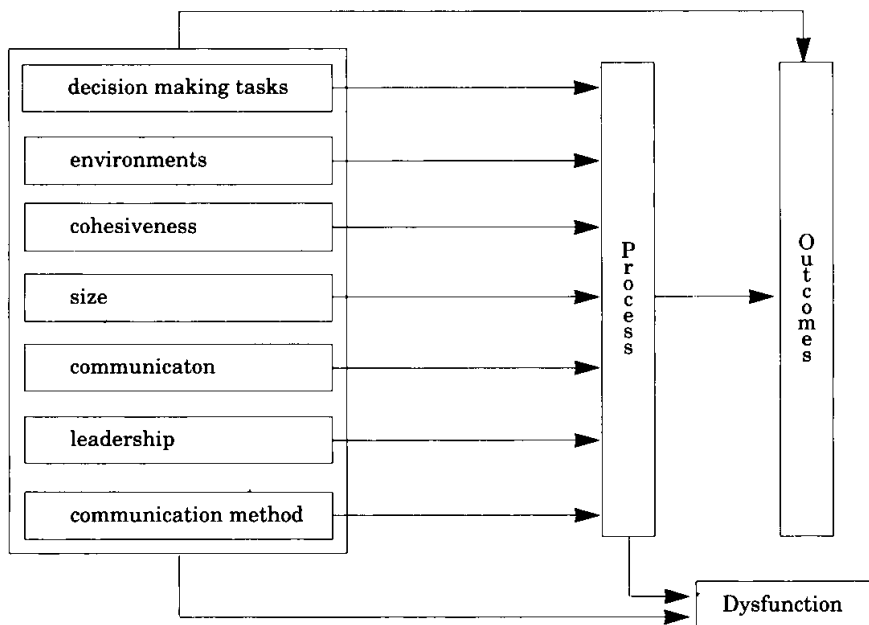 decision making tasks
environments
cohesiveness
size
communicaton
leadership
communication method
Process
Outcomes
Dysfunction